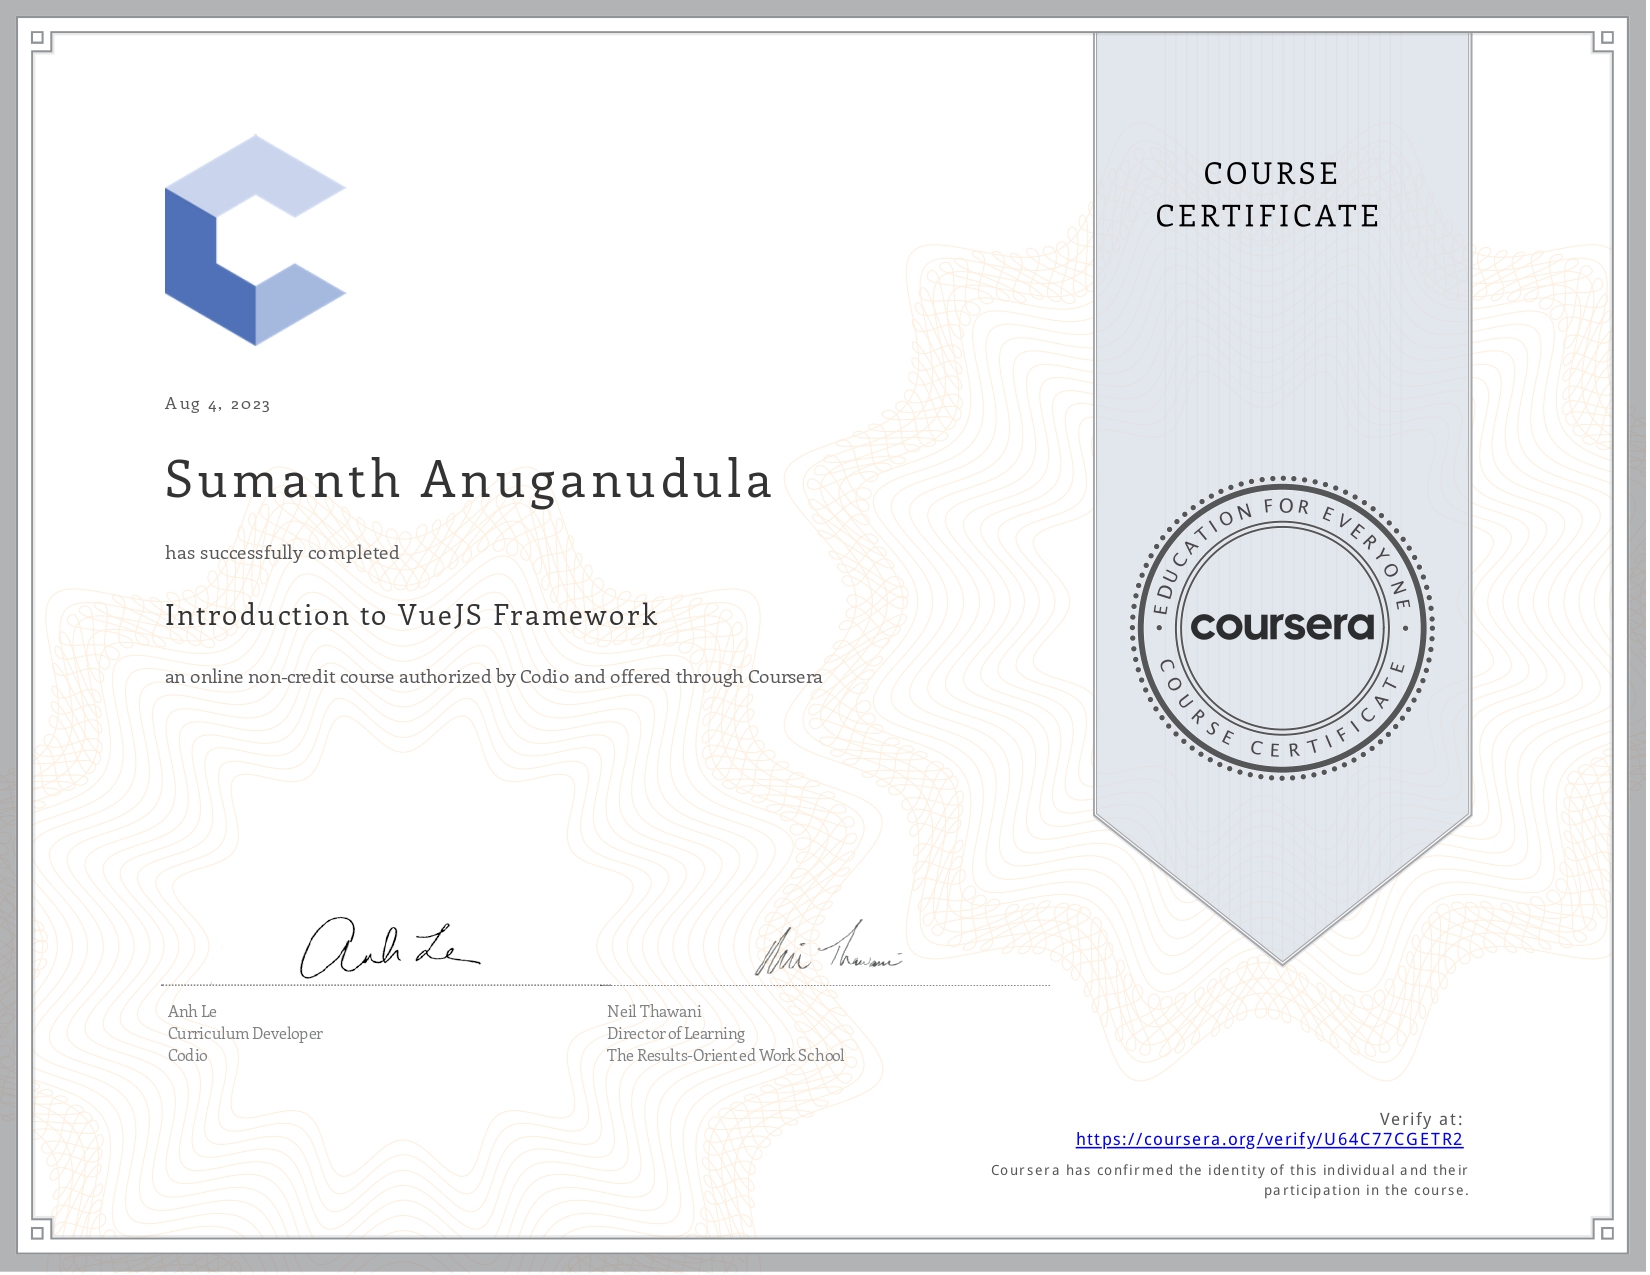 COURSE
CERTIFICATE
Aug 4, 2023
Sumanth Anuganudula
has successfully completed
Introduction to VueJS Framework
an online non-credit course authorized by Codio and offered through Coursera
EDUCATION FOR EVERYONE
coursera
COURSE CERTIFICATE
Anh Le
Neil Thawani
Anh Le
Curriculum Developer
Codio
Neil Thawani
Director of Learning
The Results-Oriented Work School
Verify at:
https://coursera.org/verify/U64C77CGETR2
Coursera has confirmed the identity of this individual and their
participation in the course.